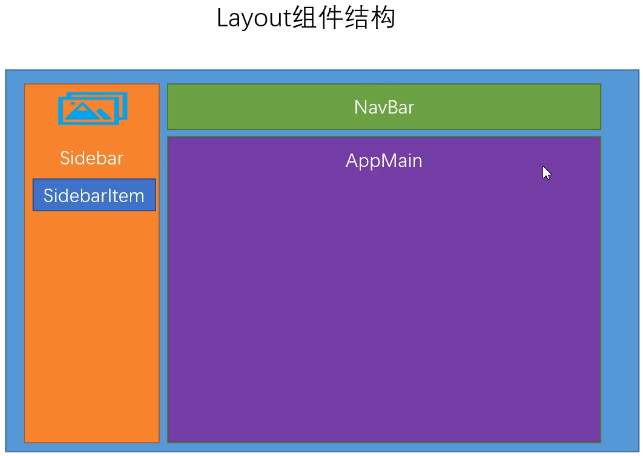 Layout组件结构
NavBar
Sidebar
AppMain
SidebarItem